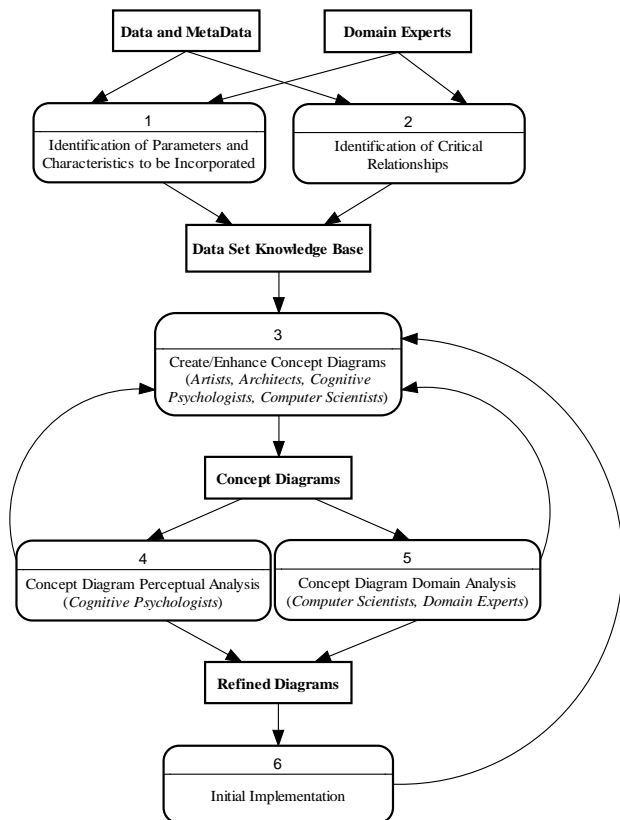 Data and MetaData
Domain Experts
1
Identification of Parameters and
Characteristics to be Incorporated
2
Identification of Critical
Relationships
Data Set Knowledge Base
3
Create/Enhance Concept Diagrams
(Artists, Architects, Cognitive
Psychologists, Computer Scientists)
Concept Diagrams
4
Concept Diagram Perceptual Analysis
(Cognitive Psychologists)
5
Concept Diagram Domain Analysis
(Computer Scientists, Domain Experts)
Refined Diagrams
6
Initial Implementation